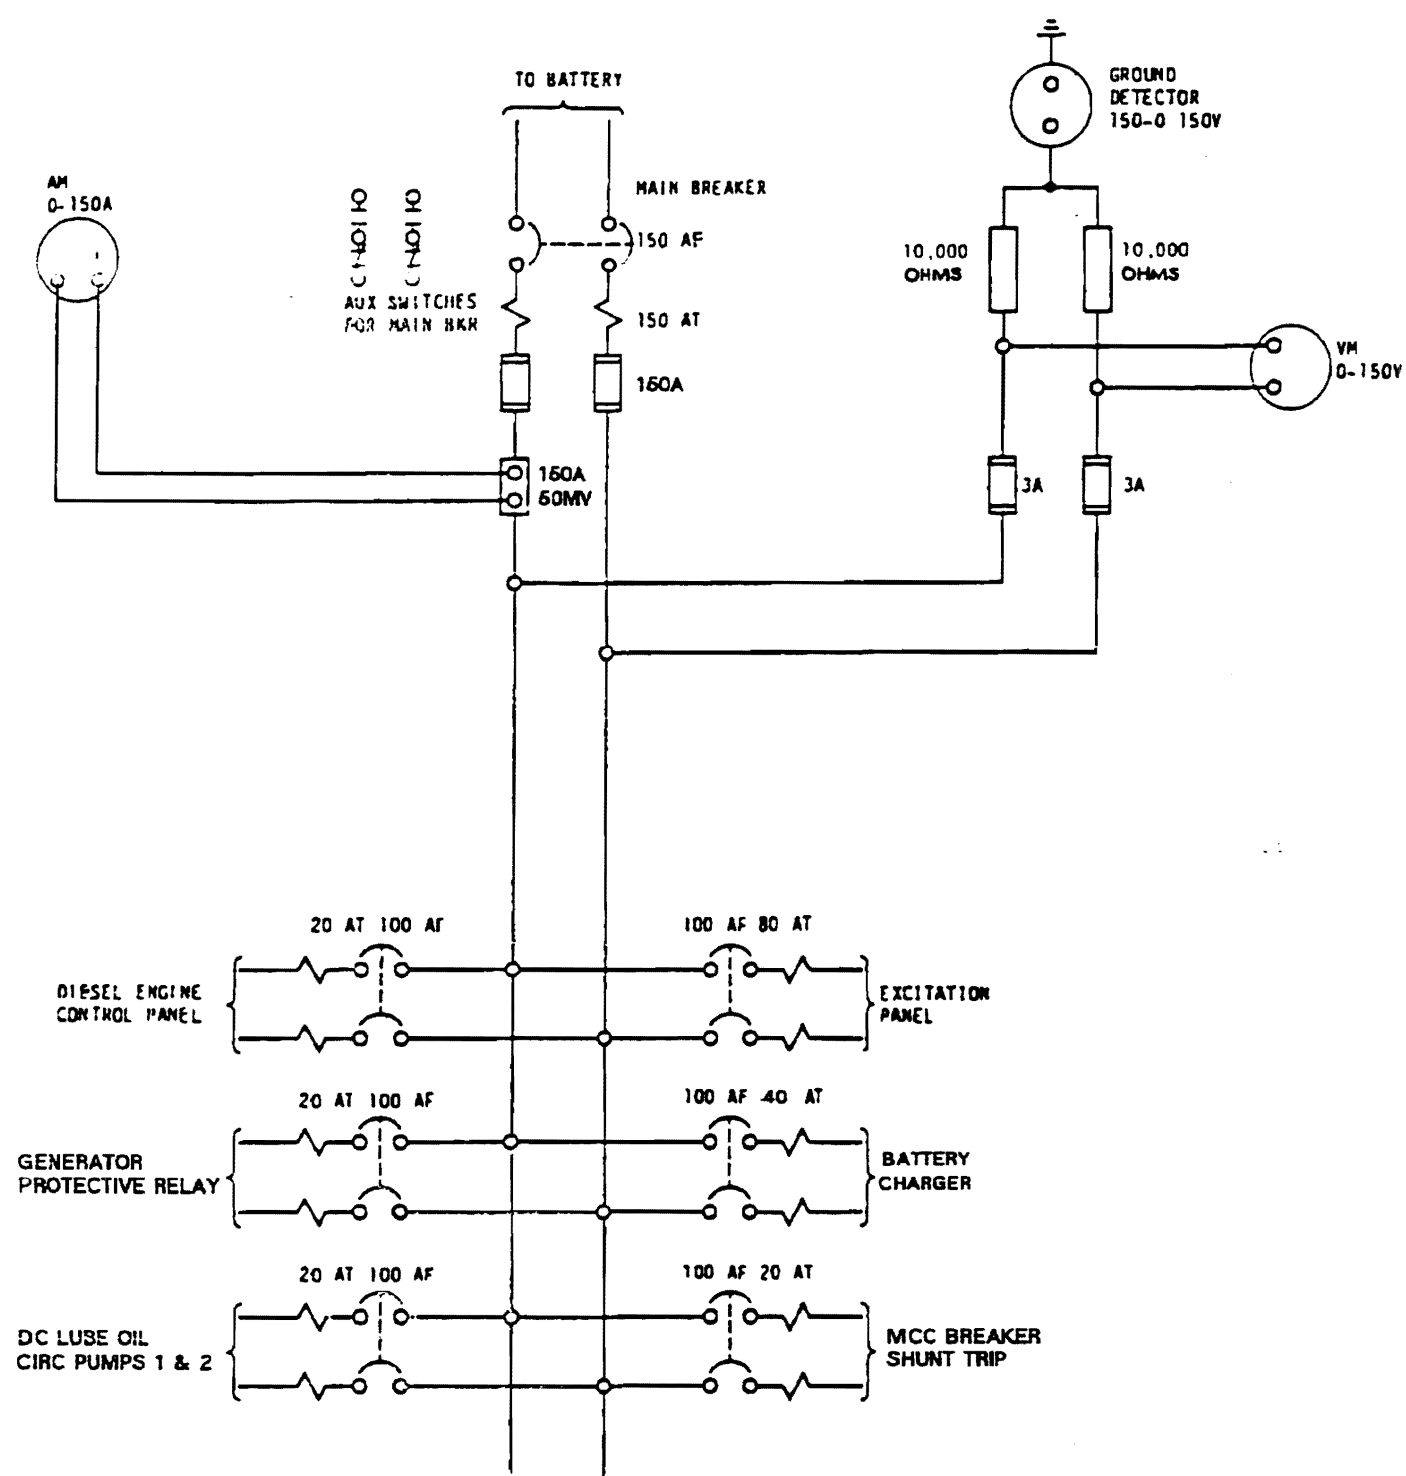 TO BATTERY
GROUND
DETECTOR
150-0 150V
AM
0-150A
MAIN BREAKER
150 AF
10,000
OHMS
10,000
OHMS
AUX SWITCHES
FOR MAIN BKR
150 AT
VM
0-150V
150A
150A
50MV
3A
3A
20 AT 100 AF
100 AF 80 AT
DIESEL ENGINE
CONTROL PANEL
EXCITATION
PANEL
20 AT 100 AF
100 AF 40 AT
GENERATOR
PROTECTIVE RELAY
BATTERY
CHARGER
20 AT 100 AF
100 AF 20 AT
DC LUBE OIL
CIRC PUMPS 1 & 2
MCC BREAKER
SHUNT TRIP